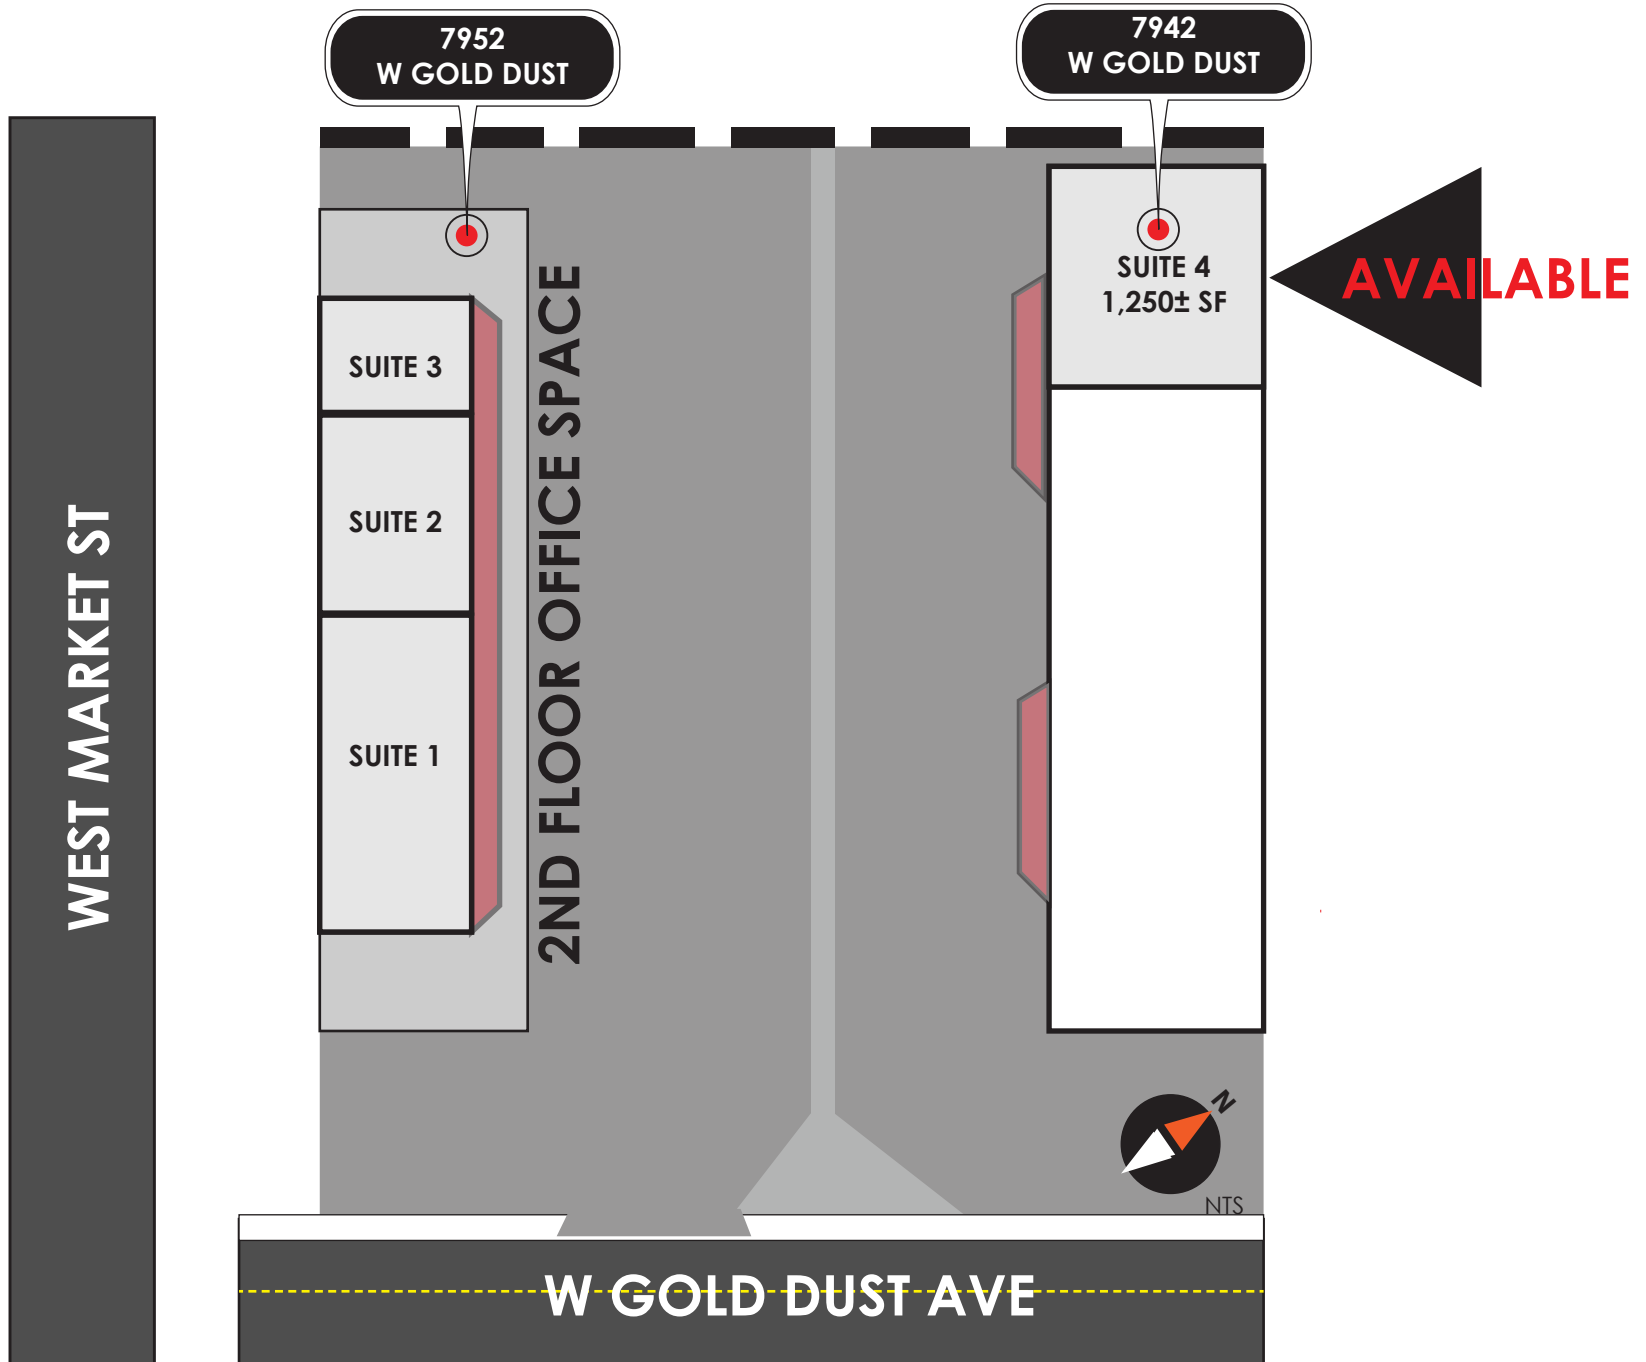 7952
W GOLD DUST
7942
W GOLD DUST
SUITE 4
1,250± SF
AVAILABLE
SUITE 3
SUITE 2
SUITE 1
2ND FLOOR OFFICE SPACE
WEST MARKET ST
N
NTS
W GOLD DUST AVE